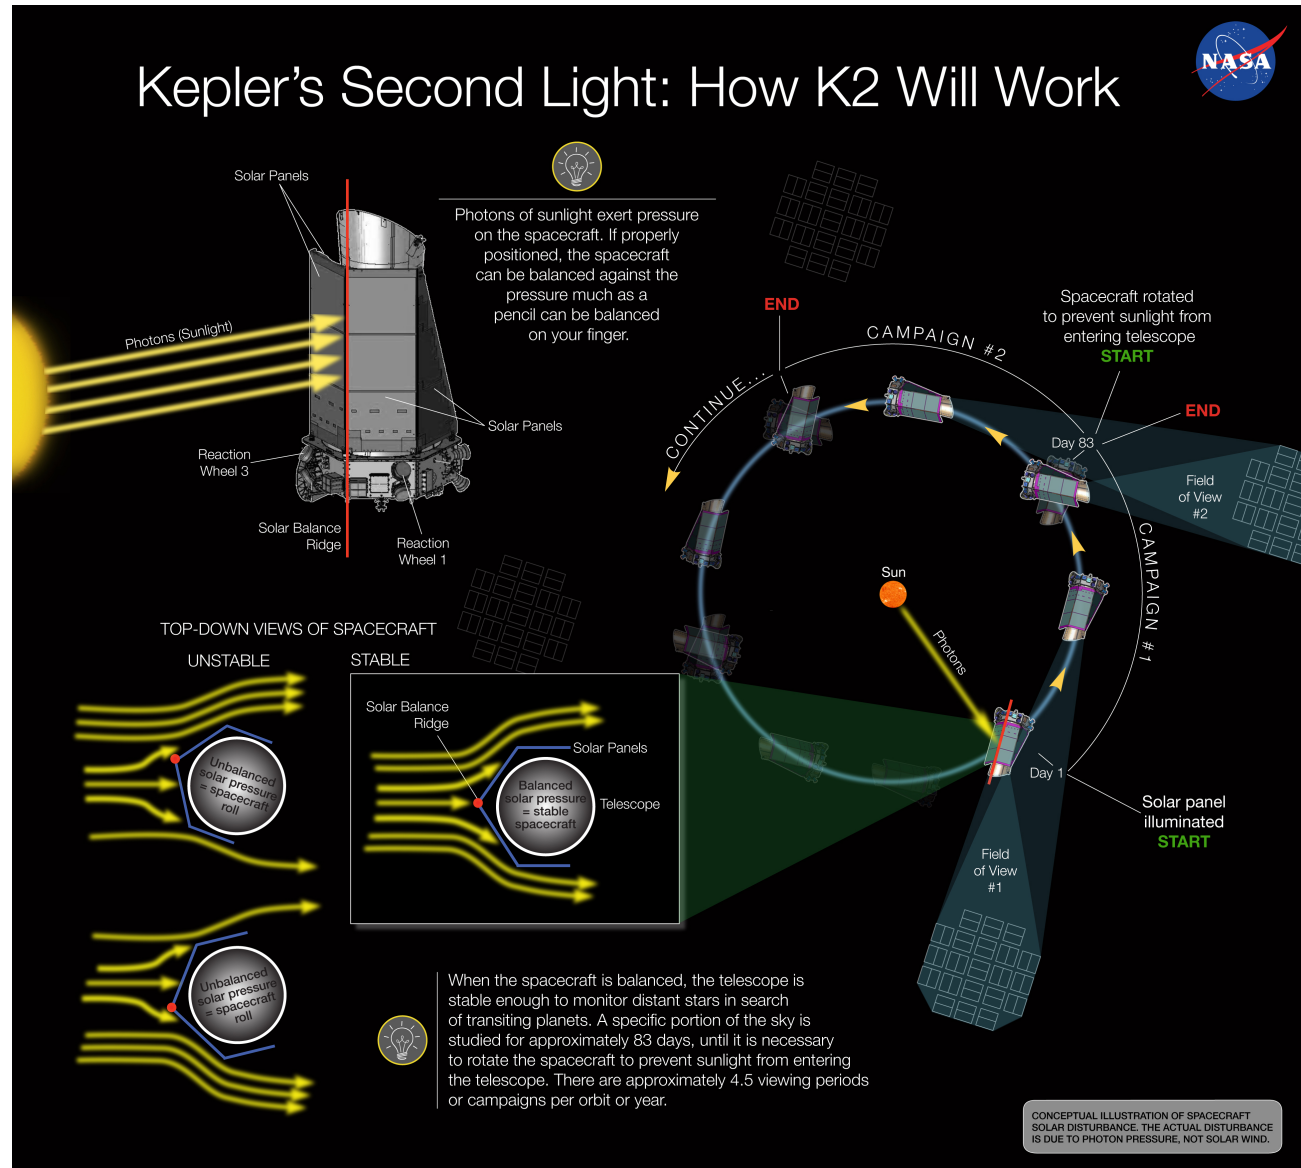 NASA
Kepler's Second Light: How K2 Will Work
Solar Panels
Photons (Sunlight)
Reaction
Wheel 3
Solar Balance
Ridge
Reaction
Wheel 1
Solar Panels
Photons of sunlight exert pressure
on the spacecraft. If properly
positioned, the spacecraft
can be balanced against the
pressure much as a
pencil can be balanced
on your finger.
END
CAMPAIGN #2
CONTINUE...
Spacecraft rotated
to prevent sunlight from
entering telescope
START
END
Day 83
Field
of View
#2
CAMPAIGN #1
Sun
Photons
Day 1
Solar panel
illuminated
START
Field
of View
#1
TOP-DOWN VIEWS OF SPACECRAFT
UNSTABLE
STABLE
Unbalanced
solar pressure
= spacecraft
roll
Solar Balance
Ridge
Solar Panels
Balanced
solar pressure
= stable
spacecraft
Telescope
Unbalanced
solar pressure
= spacecraft
roll
When the spacecraft is balanced, the telescope is
stable enough to monitor distant stars in search
of transiting planets. A specific portion of the sky is
studied for approximately 83 days, until it is necessary
to rotate the spacecraft to prevent sunlight from entering
the telescope. There are approximately 4.5 viewing periods
or campaigns per orbit or year.
CONCEPTUAL ILLUSTRATION OF SPACECRAFT
SOLAR DISTURBANCE. THE ACTUAL DISTURBANCE
IS DUE TO PHOTON PRESSURE, NOT SOLAR WIND.